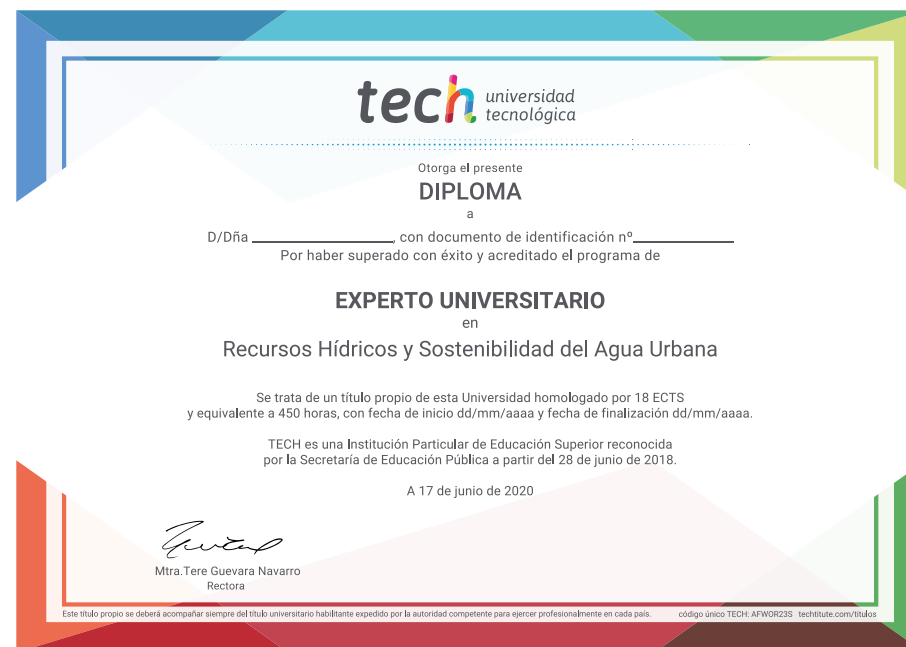 tech universidad
tecnológica
Otorga el presente
DIPLOMA
a
D/Dña ____________________, con documento de identificación nº______________
Por haber superado con éxito y acreditado el programa de
EXPERTO UNIVERSITARIO
en
Recursos Hídricos y Sostenibilidad del Agua Urbana
Se trata de un título propio de esta Universidad homologado por 18 ECTS
y equivalente a 450 horas, con fecha de inicio dd/mm/aaaa y fecha de finalización dd/mm/aaaa.
TECH es una Institución Particular de Educación Superior reconocida
por la Secretaría de Educación Pública a partir del 28 de junio de 2018.
A 17 de junio de 2020
Mtra.Tere Guevara Navarro
Rectora
Este título propio se deberá acompañar siempre del título universitario habilitante expedido por la autoridad competente para ejercer profesionalmente en cada país. código único TECH: AFWOR23S techtitute.com/titulos